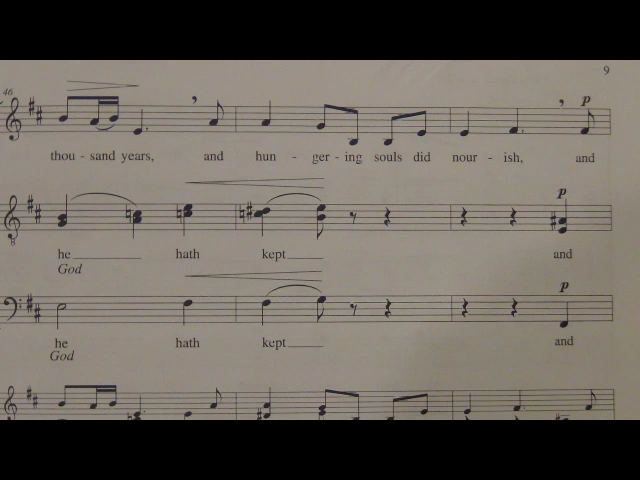 9
46
p
thou - sand years, and hun - ger - ing souls did nour - ish, and
p
he hath kept and
God
p
he hath kept and
God